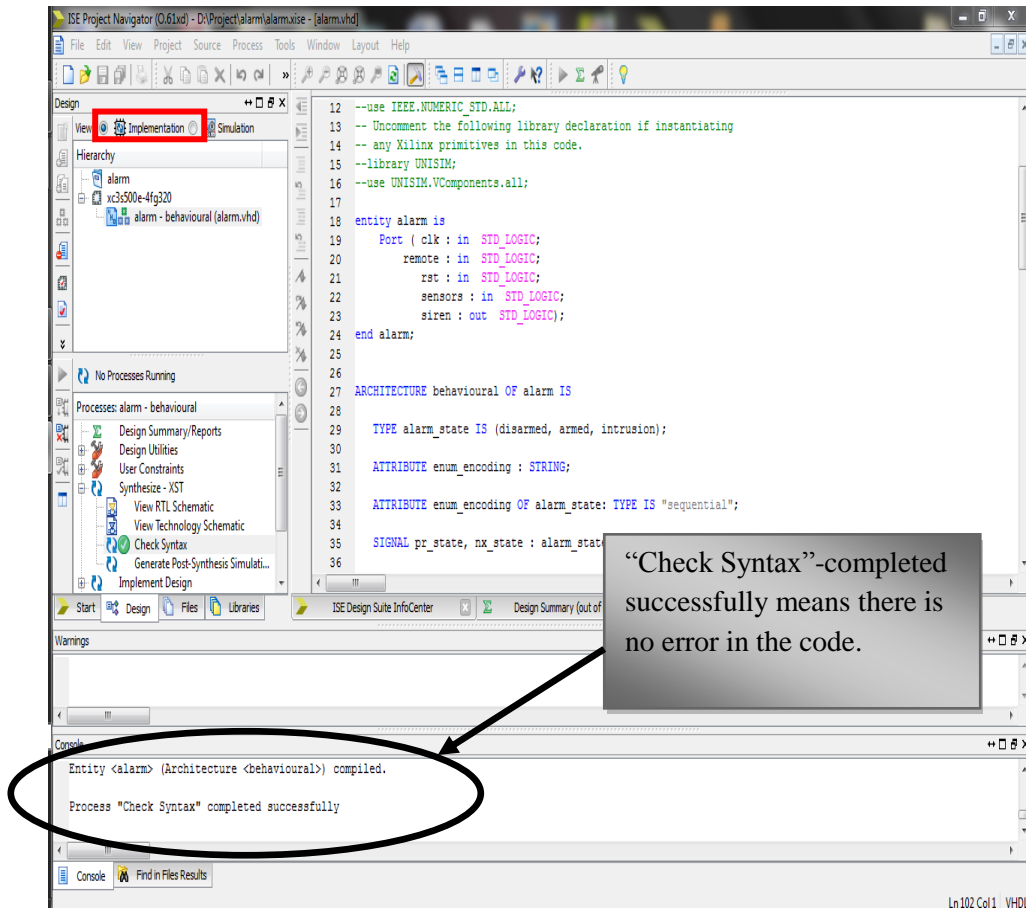 ISE Project Navigator (O.61xd) - D:\Project\alarm\alarm.xise - [alarm.vhd]
File Edit View Project Source Process Tools Window Layout Help
Design
View: Implementation Simulation
Hierarchy
alarm
xc3s500e-4fg320
alarm - behavioural (alarm.vhd)
No Processes Running
Processes: alarm - behavioural
Design Summary/Reports
Design Utilities
User Constraints
Synthesize - XST
View RTL Schematic
View Technology Schematic
Check Syntax
Generate Post-Synthesis Simulati...
Implement Design
Start Design Files Libraries
12 --use IEEE.NUMERIC_STD.ALL;
13 -- Uncomment the following library declaration if instantiating
14 -- any Xilinx primitives in this code.
15 --library UNISIM;
16 --use UNISIM.VComponents.all;
17
18 entity alarm is
19 Port ( clk : in STD_LOGIC;
20 remote : in STD_LOGIC;
21 rst : in STD_LOGIC;
22 sensors : in STD_LOGIC;
23 siren : out STD_LOGIC);
24 end alarm;
25
26
27 ARCHITECTURE behavioural OF alarm IS
28
29 TYPE alarm_state IS (disarmed, armed, intrusion);
30
31 ATTRIBUTE enum_encoding : STRING;
32
33 ATTRIBUTE enum_encoding OF alarm_state: TYPE IS "sequential";
34
35 SIGNAL pr_state, nx_state : alarm_state
36
ISE Design Suite InfoCenter Design Summary (out of
“Check Syntax”-completed
successfully means there is
no error in the code.
Warnings
Console
Entity <alarm> (Architecture <behavioural>) compiled.
Process "Check Syntax" completed successfully
Console Find in Files Results
Ln 102 Col 1 VHDL